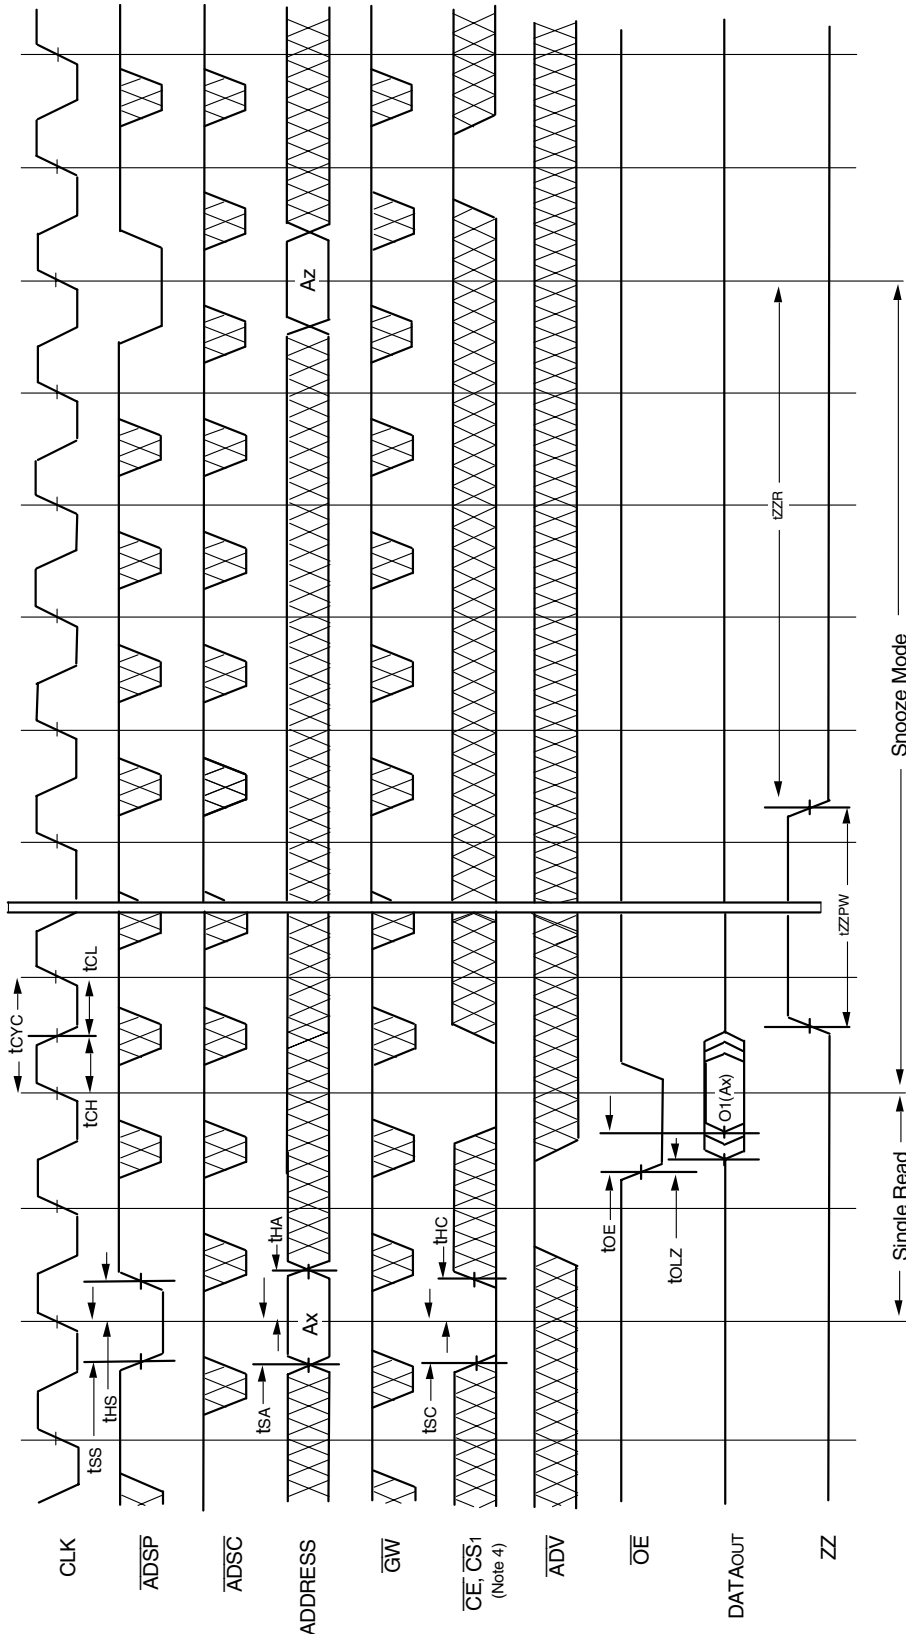 CLK
ADSP
ADSC
ADDRESS
GW
CE, CS1
(Note 4)
ADV
OE
DATAOUT
ZZ
tSS
tHS
tCH
tCYC
tCL
tSA
tHA
Ax
Az
tSC
tHC
tOE
tOLZ
O1(Ax)
tZZPW
tZZR
Single Read
Snooze Mode